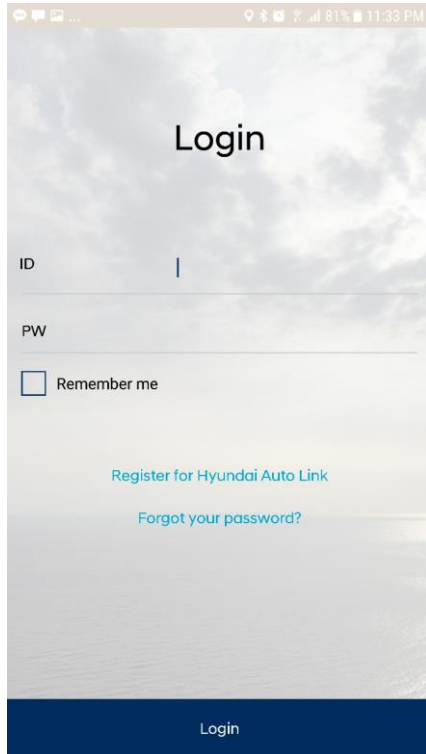 ... 81% 11:33 PM
Login
ID
PW
Remember me
Register for Hyundai Auto Link
Forgot your password?
Login